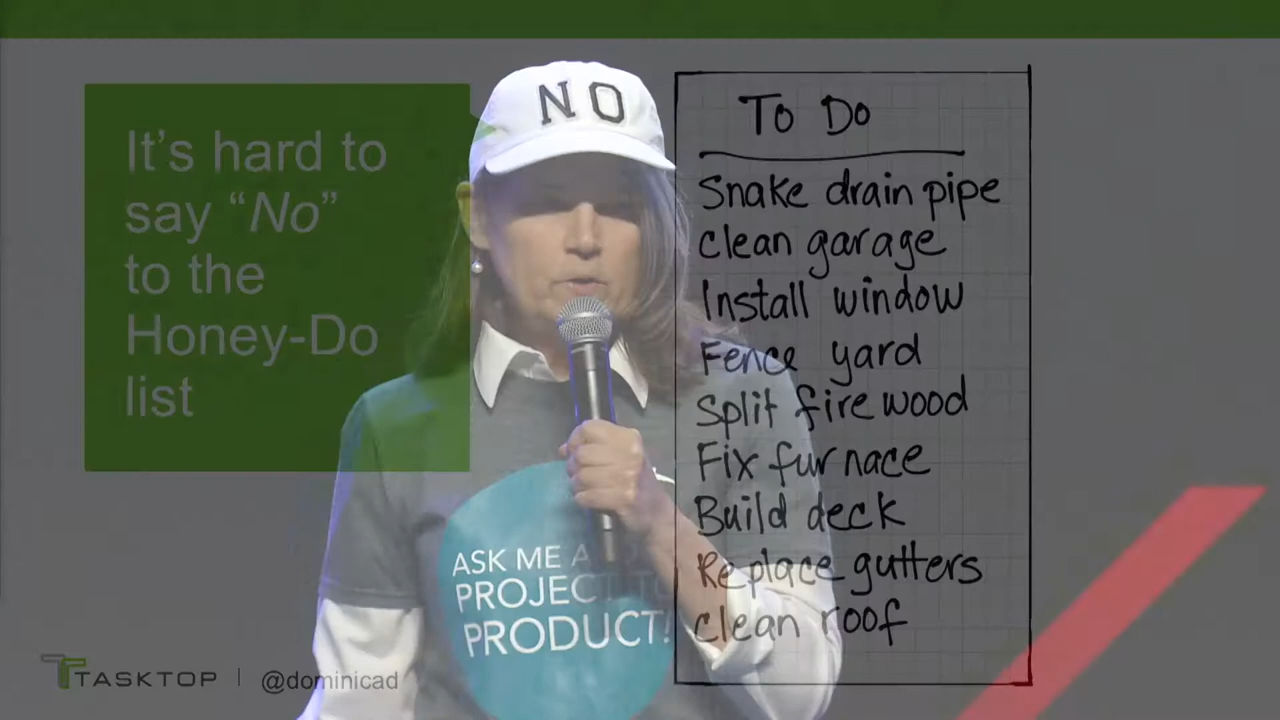 It's hard to
say “No”
to the
Honey-Do
list
NO
To Do
Snake drain pipe
clean garage
Install window
Fence yard
Split fire wood
Fix furnace
Build deck
Replace gutters
clean roof
ASK ME A
PROJECT TO
PRODUCT!
TASKTOP | @dominicad